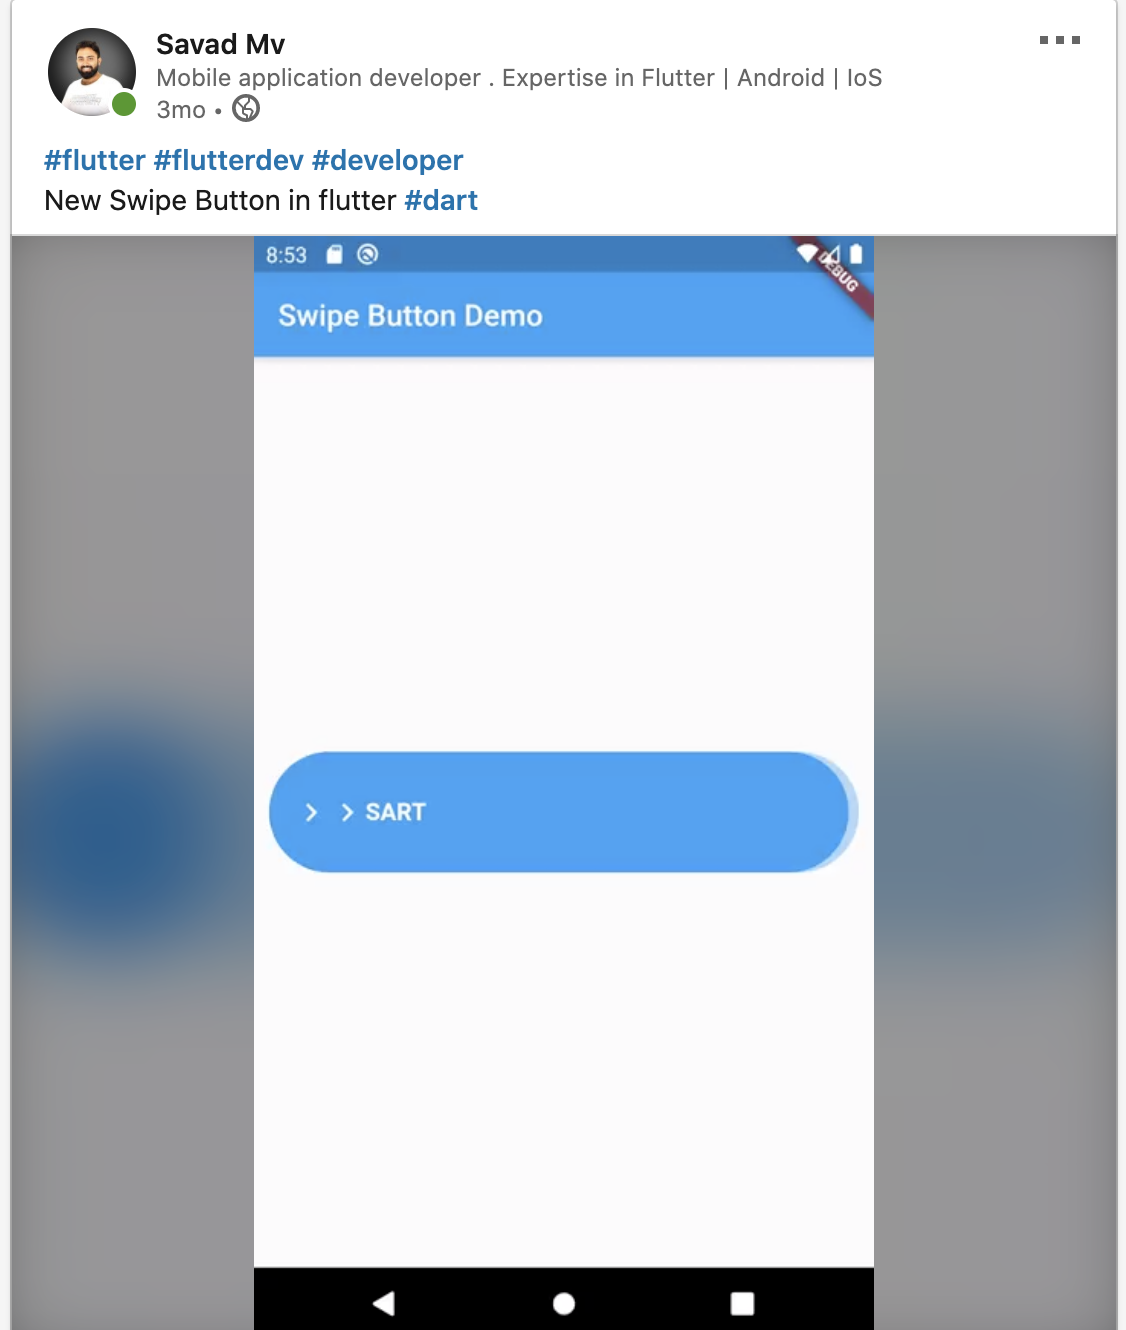 Savad Mv
Mobile application developer . Expertise in Flutter | Android | IoS
3mo •
#flutter #flutterdev #developer
New Swipe Button in flutter #dart
8:53
DEBUG
Swipe Button Demo
SART